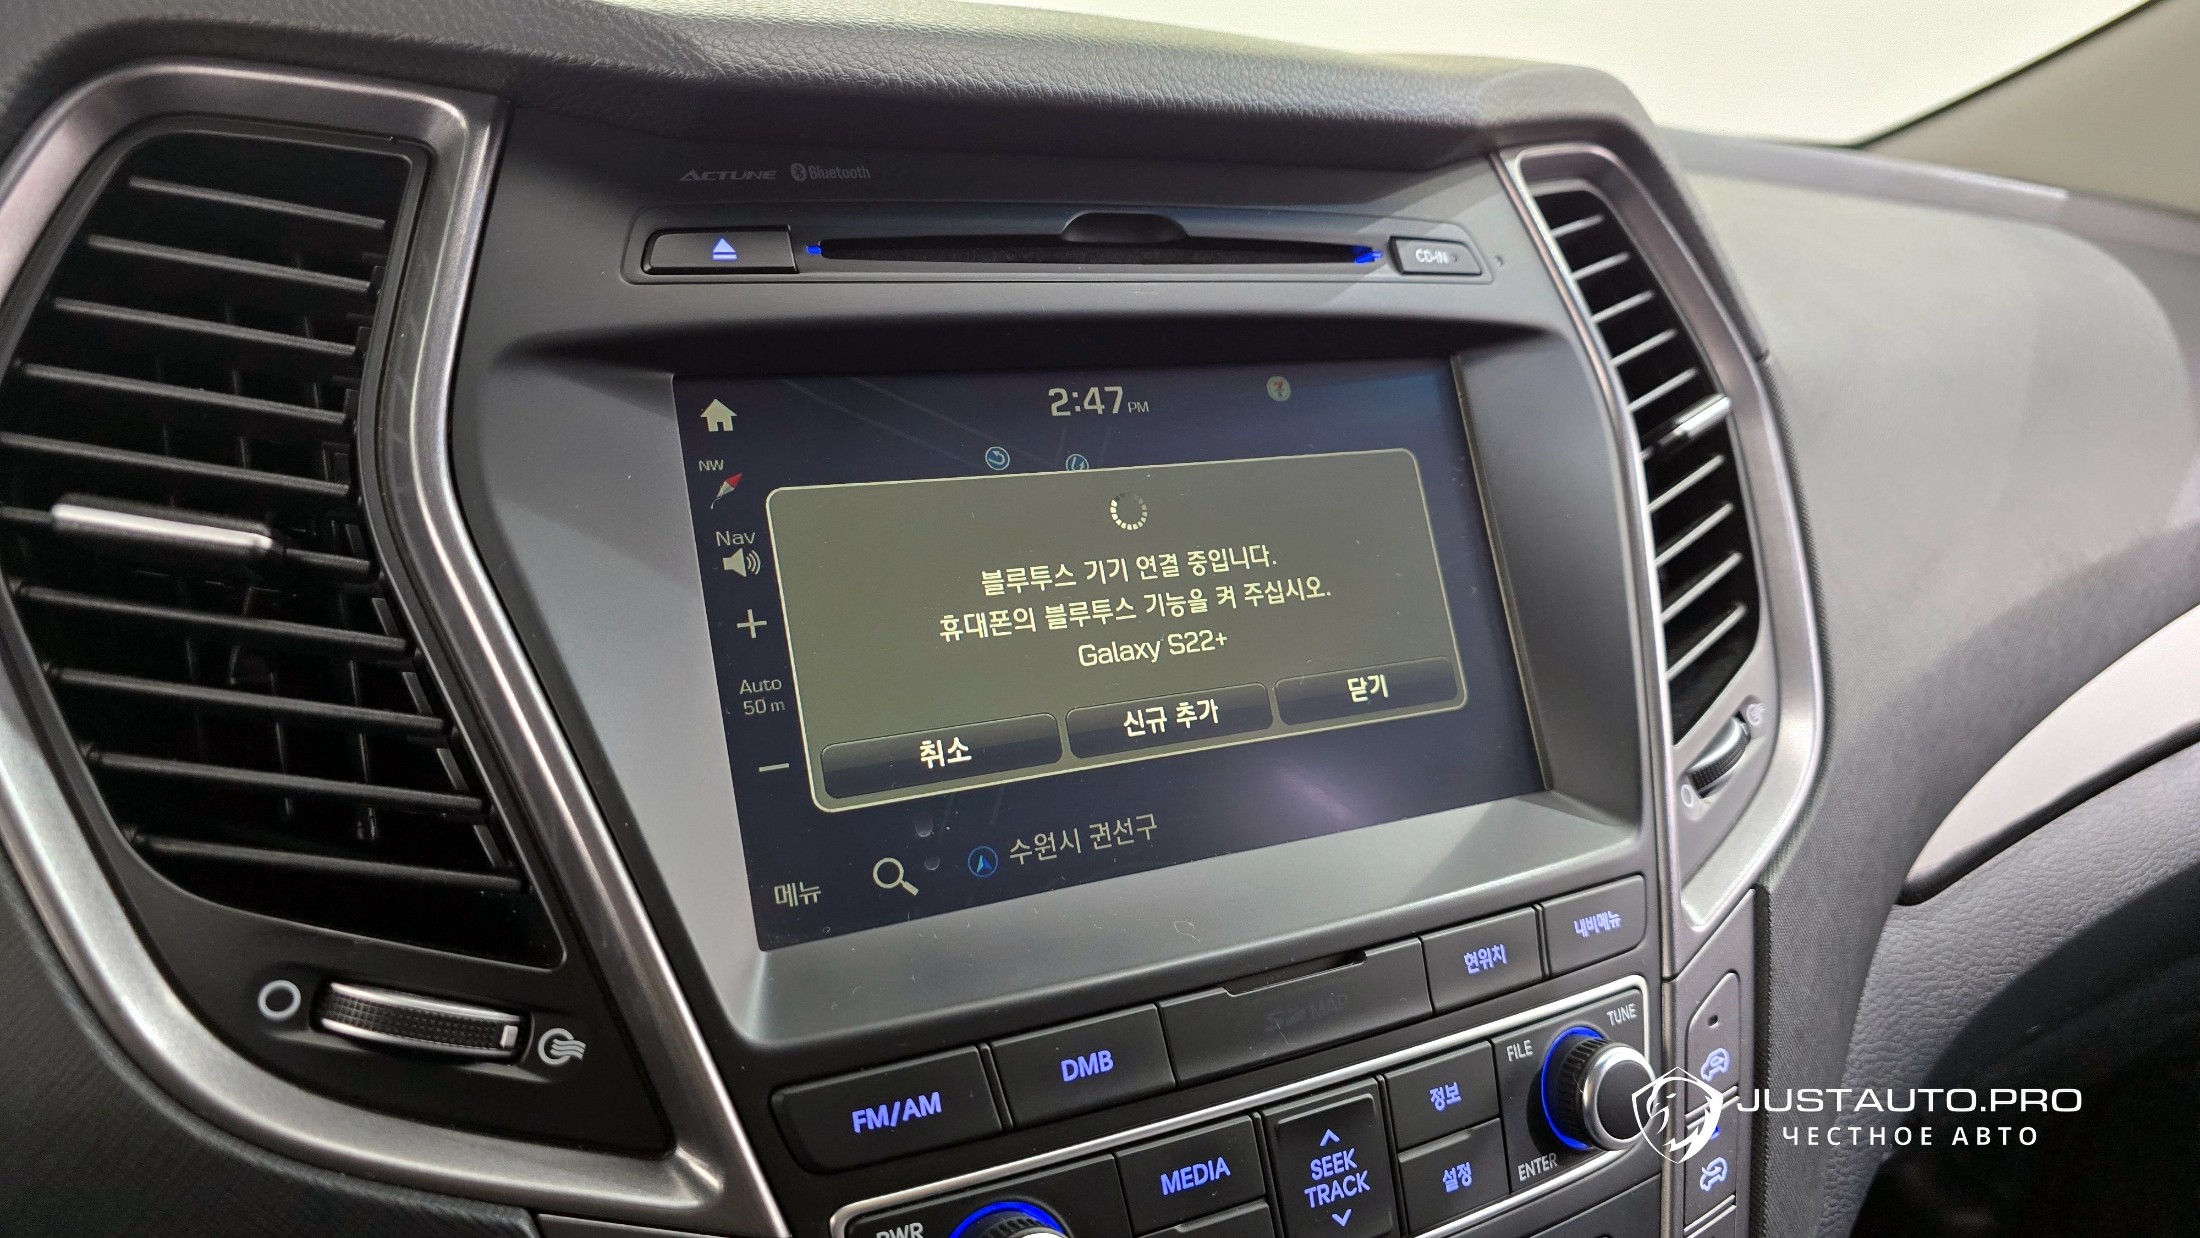 ACTUNE Bluetooth
CD-IN
2:47 PM
7
NW
Nav
블루투스 기기 연결 중입니다.
휴대폰의 블루투스 기능을 켜 주십시오.
Galaxy S22+
취소
신규 추가
닫기
Auto
50 m
메뉴
수원시 권선구
현위치
내비메뉴
SD MAP
FM/AM
DMB
MEDIA
SEEK
TRACK
정보
설정
FILE
TUNE
ENTER
PWR
JUSTAUTO.PRO
ЧЕСТНОЕ АВТО